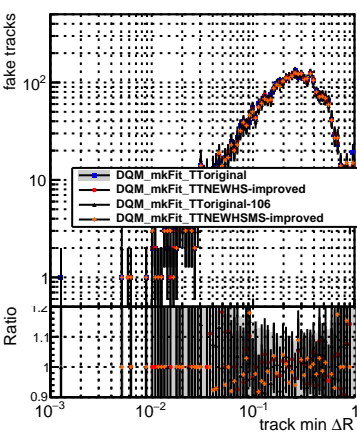 fake tracks
10²
10
1
DQM_mkFit_TToriginal
DQM_mkFit_TTNEWHS-improved
DQM_mkFit_TToriginal-106
DQM_mkFit_TTNEWHSMS-improved
Ratio
1.2
1.1
1
0.9
10⁻³ 10⁻² 10⁻¹ 1
track min ΔR